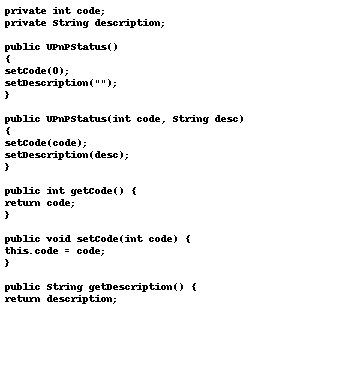 private int code;
private String description;
public UPnPStatus()
{
setCode(0);
setDescription("");
}
public UPnPStatus(int code, String desc)
{
setCode(code);
setDescription(desc);
}
public int getCode() {
return code;
}
public void setCode(int code) {
this.code = code;
}
public String getDescription() {
return description;